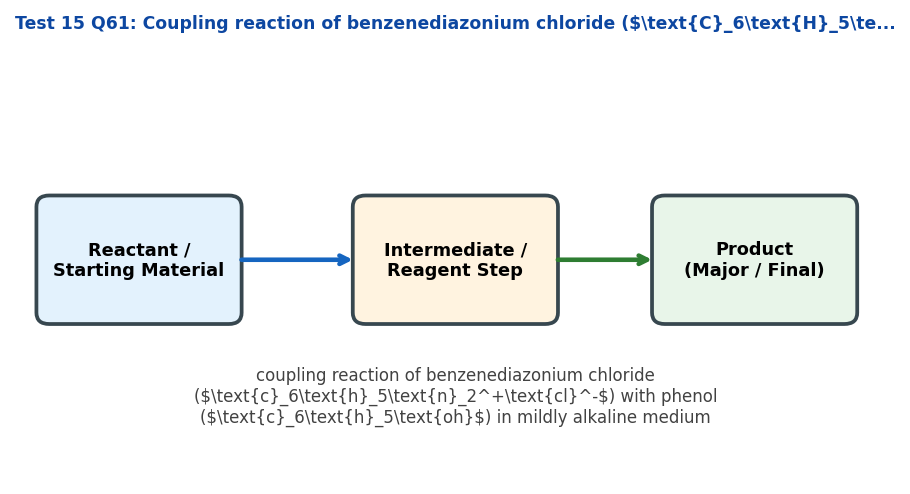 Test 15 Q61: Coupling reaction of benzenediazonium chloride ($\text{C}_6\text{H}_5\te...
Reactant /
Starting Material
Intermediate /
Reagent Step
Product
(Major / Final)
coupling reaction of benzenediazonium chloride
($\text{c}_6\text{h}_5\text{n}_2^+\text{cl}^-$) with phenol
($\text{c}_6\text{h}_5\text{oh}$) in mildly alkaline medium